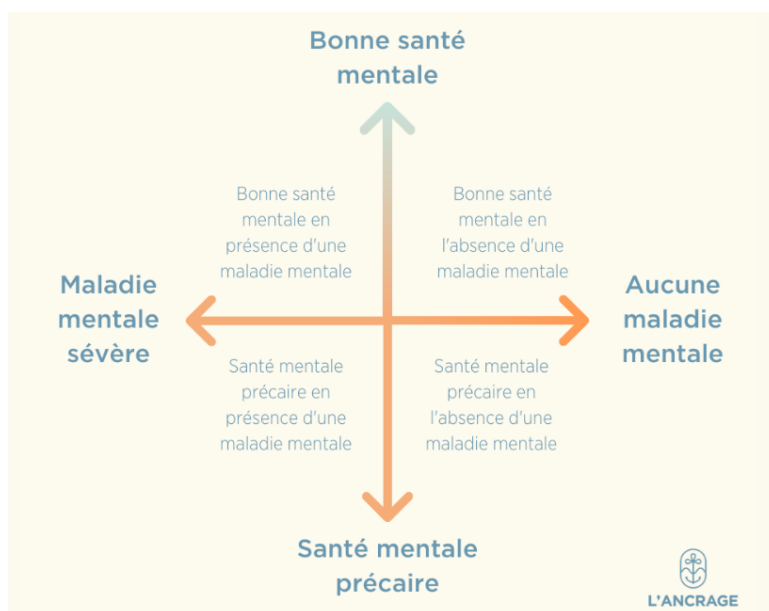 Bonne santé
mentale
Bonne santé
mentale en
présence d'une
maladie mentale
Bonne santé
mentale en
l'absence d'une
maladie mentale
Maladie
mentale
sévère
Aucune
maladie
mentale
Santé mentale
précaire en
présence d'une
maladie mentale
Santé mentale
précaire en
l'absence d'une
maladie mentale
Santé mentale
précaire
L'ANCRAGE